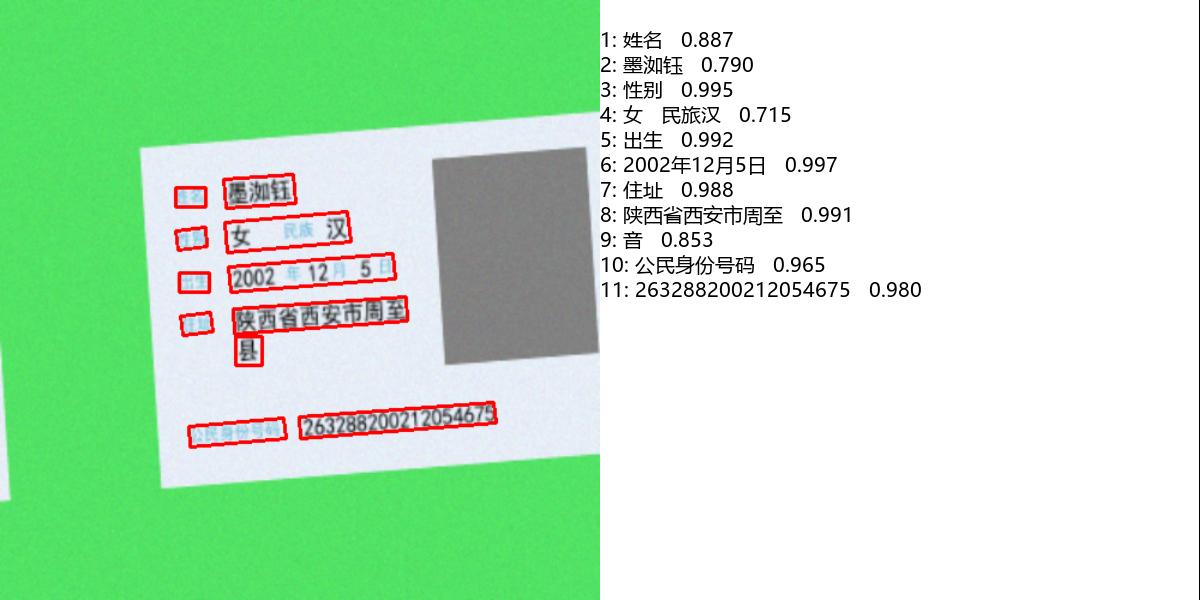 姓名 墨洳钰
性别 女 民族 汉
出生 2002 年 12 月 5 日
住址 陕西省西安市周至
县
公民身份号码 263288200212054675
1: 姓名 0.887
2: 墨洳钰 0.790
3: 性别 0.995
4: 女 民旅汉 0.715
5: 出生 0.992
6: 2002年12月5日 0.997
7: 住址 0.988
8: 陕西省西安市周至 0.991
9: 音 0.853
10: 公民身份号码 0.965
11: 263288200212054675 0.980